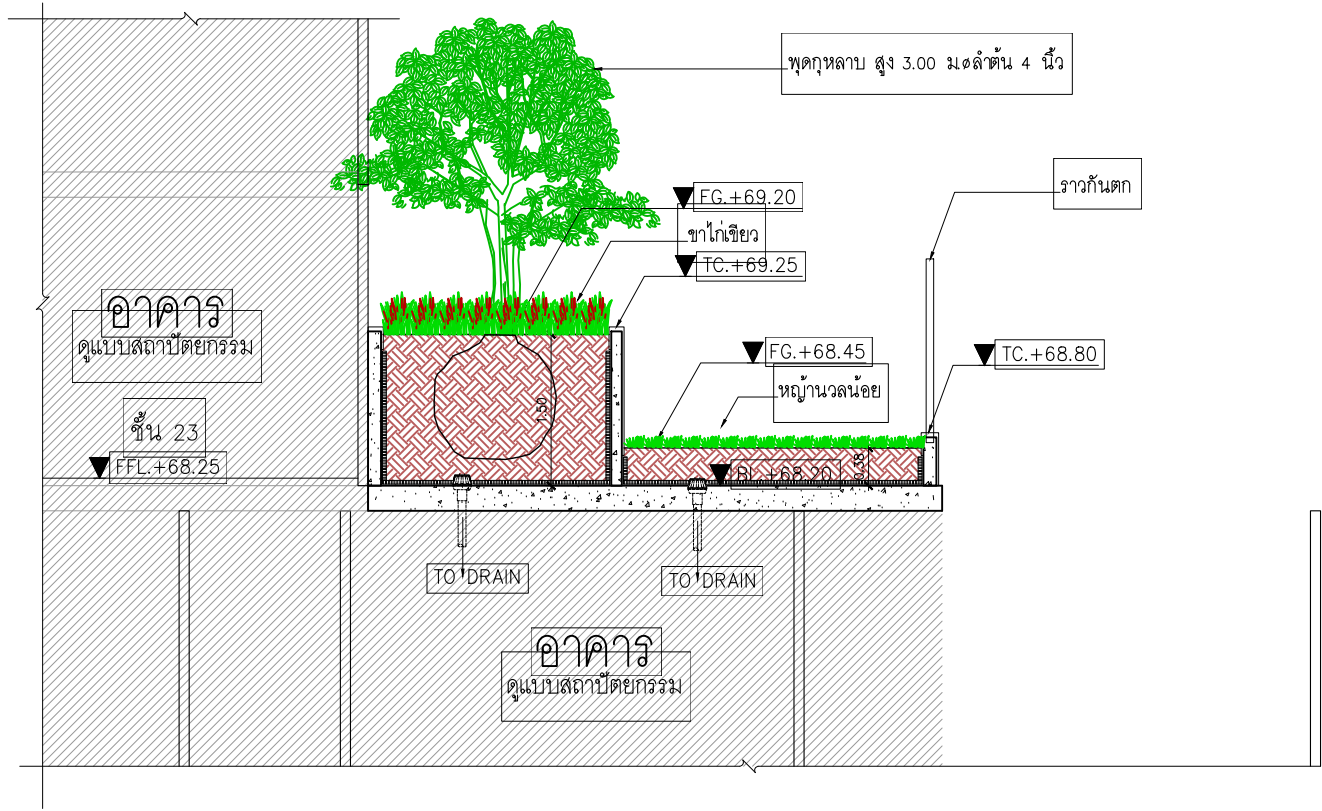 พุดกุหลาบ สูง 3.00 ม.ø ลำต้น 4 นิ้ว
ราวกันตก
FG.+69.20
ขาไก่เขียว
TC.+69.25
อาคาร
ดูแบบสถาปัตยกรรม
FG.+68.45
TC.+68.80
หญ้านวลน้อย
ชั้น 23
1.50
FFL.+68.25
BL.+68.20
0.38
TO DRAIN
TO DRAIN
อาคาร
ดูแบบสถาปัตยกรรม